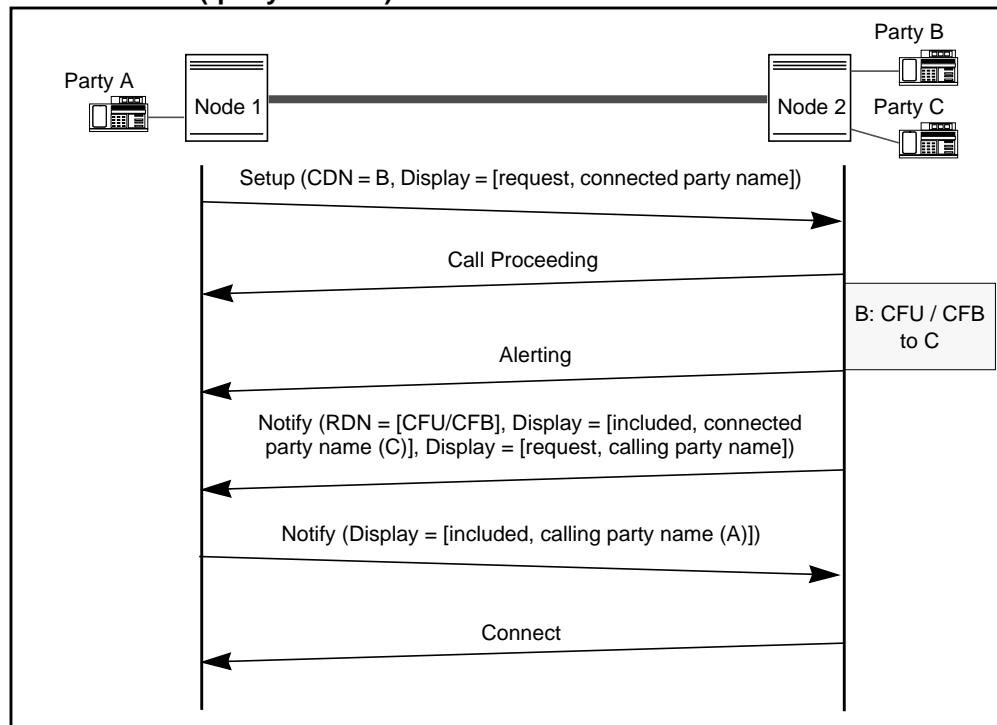 Party B
Party A
Node 1
Node 2
Party C
Setup (CDN = B, Display = [request, connected party name])
Call Proceeding
B: CFU / CFB
to C
Alerting
Notify (RDN = [CFU/CFB], Display = [included, connected
party name (C)], Display = [request, calling party name])
Notify (Display = [included, calling party name (A)])
Connect